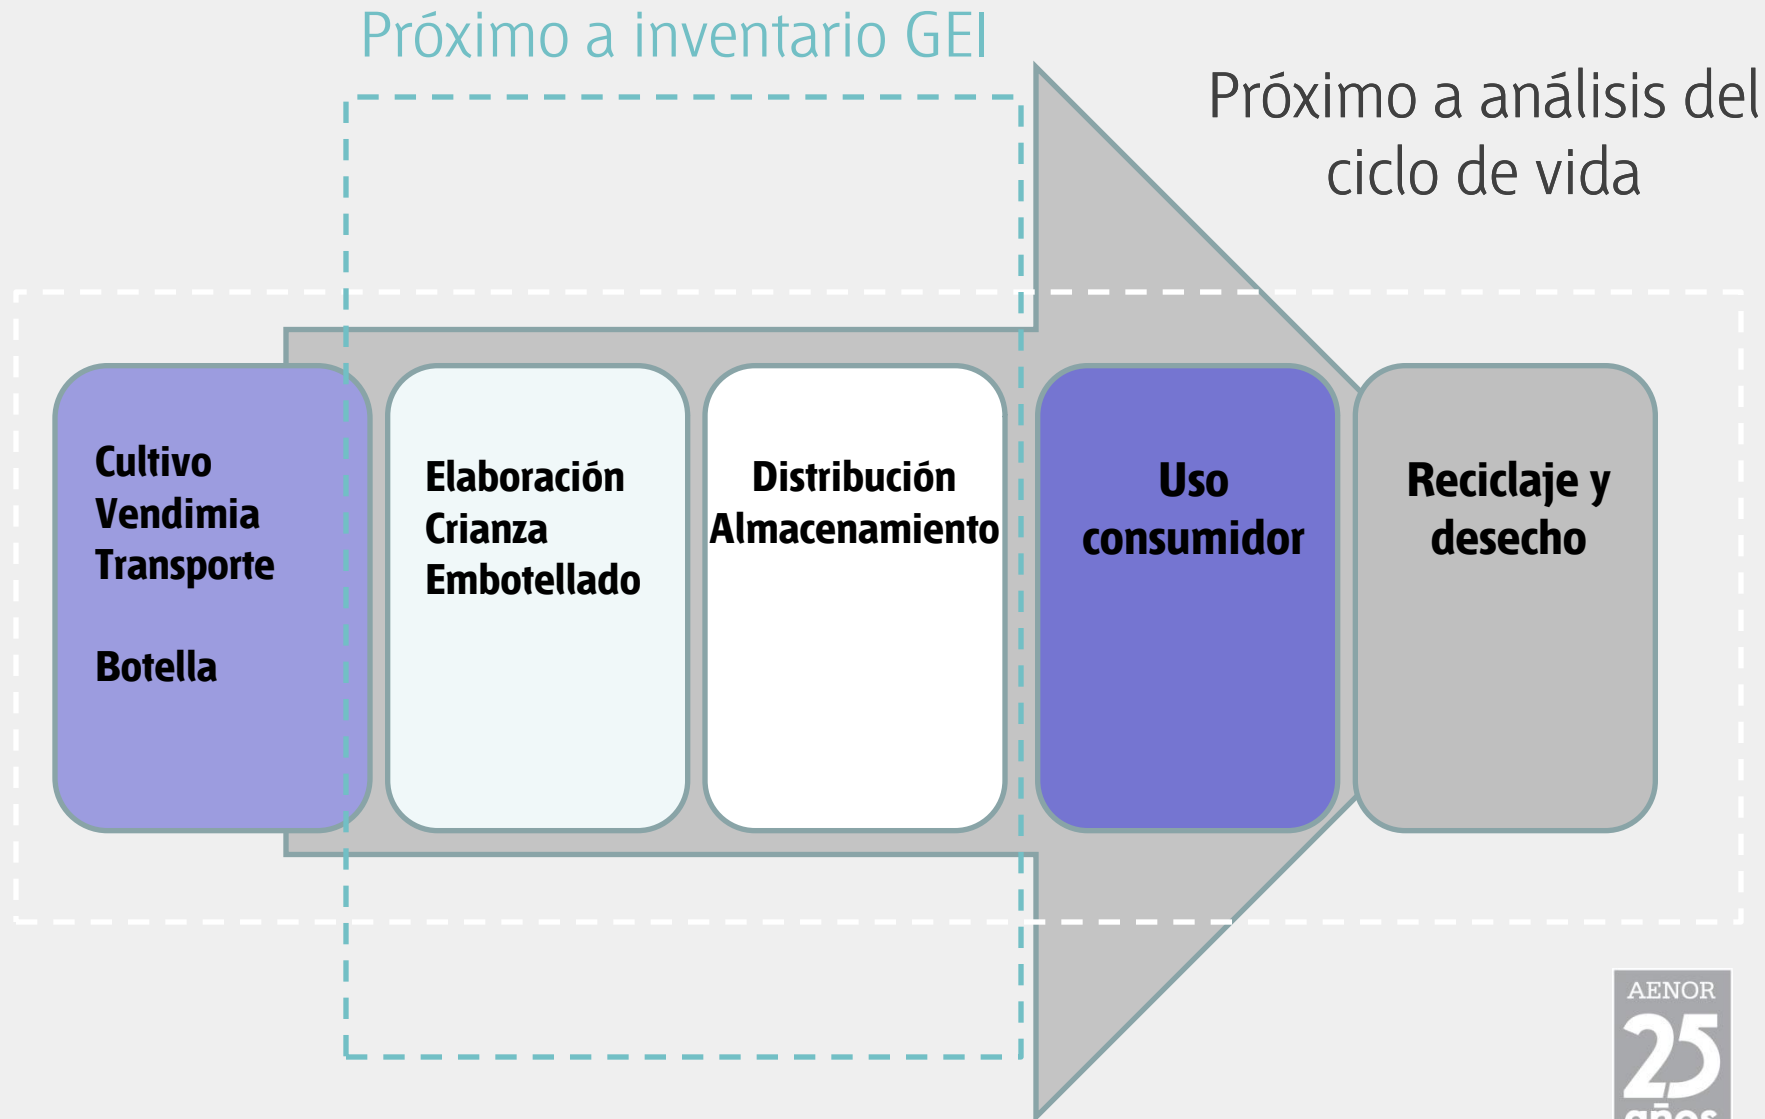 Próximo a inventario GEI
Próximo a análisis del
ciclo de vida
Cultivo
Vendimia
Transporte
Botella
Elaboración
Crianza
Embotellado
Distribución
Almacenamiento
Uso
consumidor
Reciclaje y
desecho
AENOR
25
años